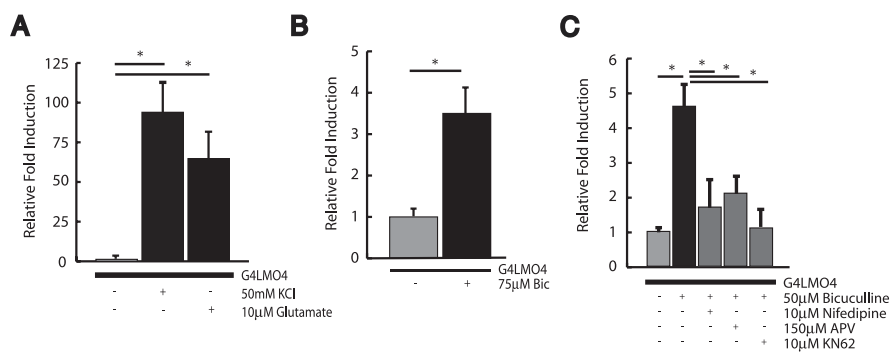 A
Relative Fold Induction
125
100
75
50
25
0
* *
G4LMO4
- + - 50mM KCl
- - + 10µM Glutamate
B
Relative Fold Induction
5
4
3
2
1
0
*
G4LMO4
- + 75µM Bic
C
Relative Fold Induction
6
5
4
3
2
1
0
* * * *
G4LMO4
- + + + + 50µM Bicuculline
- - + - - 10µM Nifedipine
- - - + - 150µM APV
- - - - + 10µM KN62